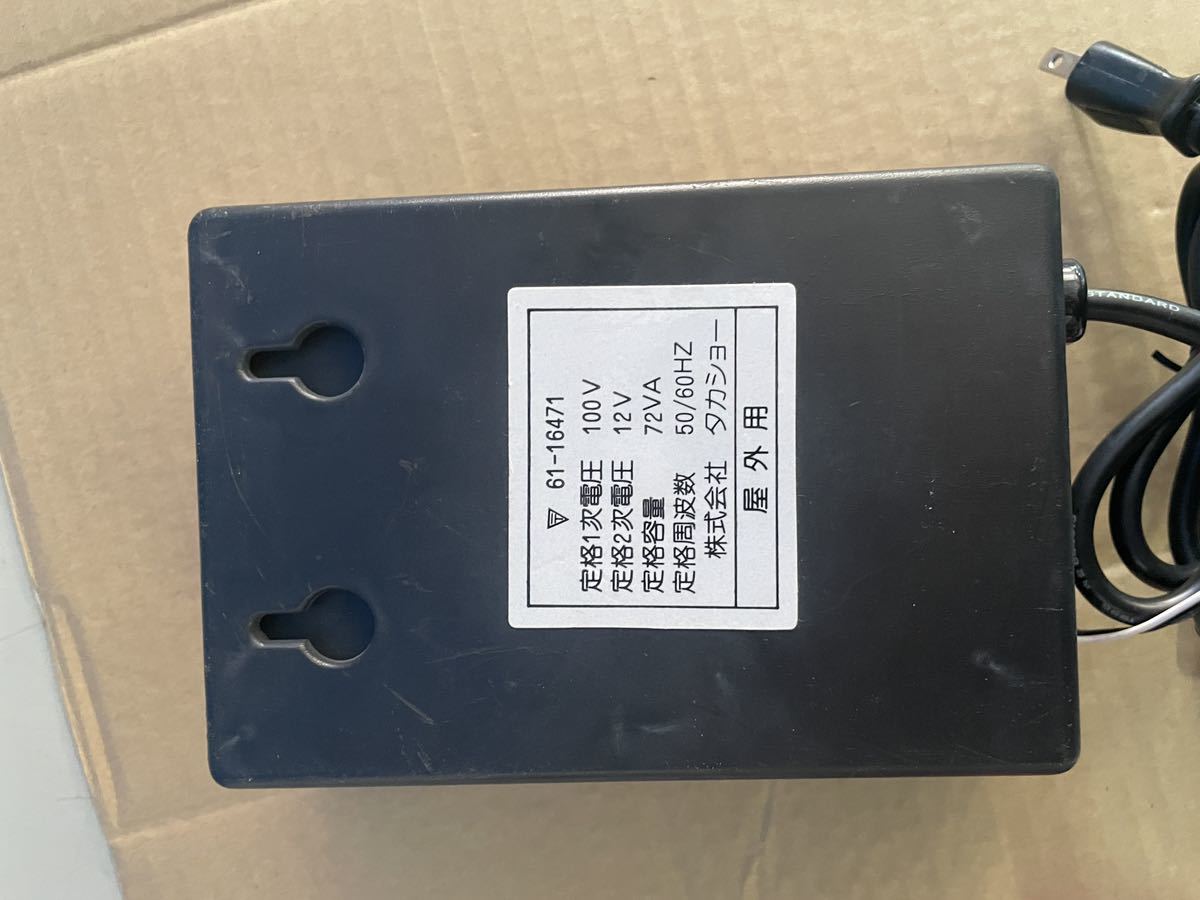 61-16471
定格1次電圧 100V
定格2次電圧 12V
定格容量 72VA
定格周波数 50/60HZ
株式会社 タカショー
屋外用
STANDARD